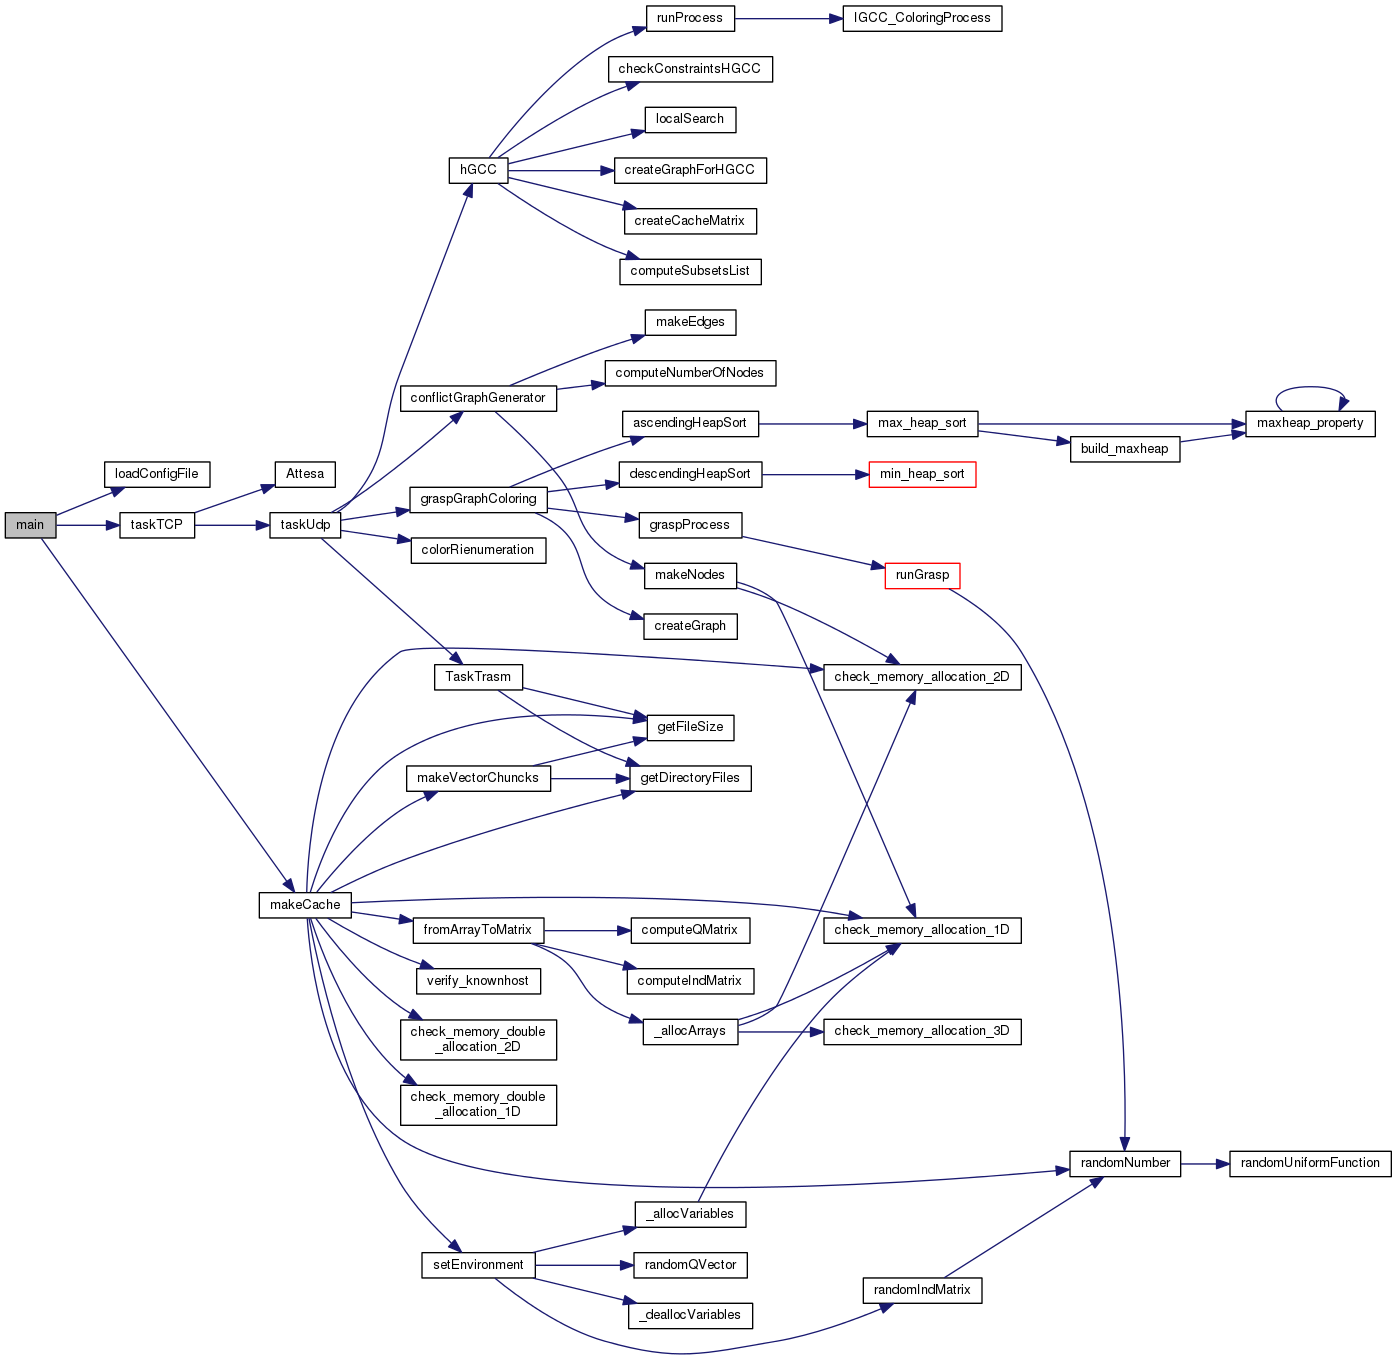 runProcess
IGCC_ColoringProcess
checkConstraintsHGCC
localSearch
hGCC
createGraphForHGCC
createCacheMatrix
computeSubsetsList
makeEdges
computeNumberOfNodes
conflictGraphGenerator
ascendingHeapSort
max_heap_sort
maxheap_property
build_maxheap
loadConfigFile
Attesa
descendingHeapSort
min_heap_sort
graspGraphColoring
main
taskTCP
taskUdp
graspProcess
colorRienumeration
makeNodes
runGrasp
createGraph
TaskTrasm
check_memory_allocation_2D
getFileSize
makeVectorChuncks
getDirectoryFiles
makeCache
fromArrayToMatrix
computeQMatrix
check_memory_allocation_1D
verify_knownhost
computeIndMatrix
check_memory_double
_allocation_2D
_allocArrays
check_memory_allocation_3D
check_memory_double
_allocation_1D
randomNumber
randomUniformFunction
_allocVariables
setEnvironment
randomQVector
randomIndMatrix
_deallocVariables